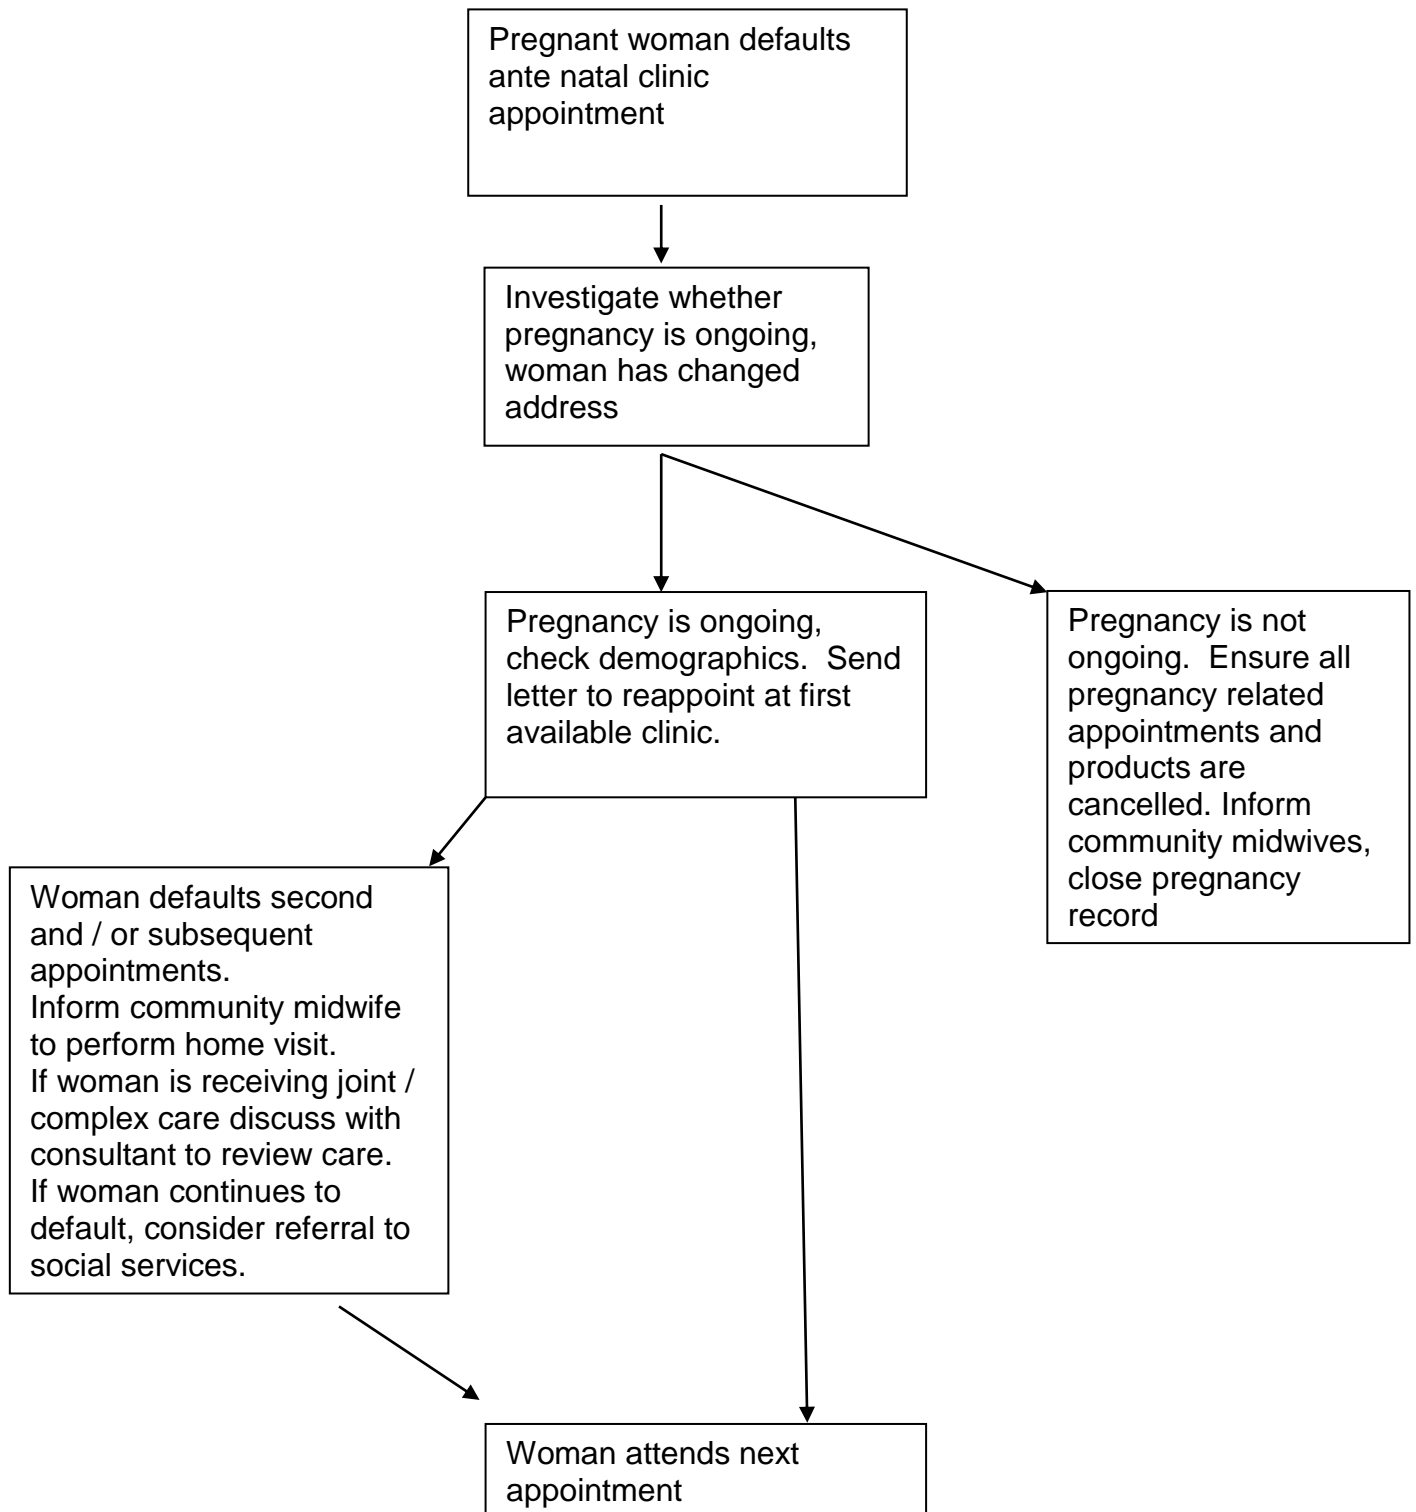 Pregnant woman defaults
ante natal clinic
appointment
Investigate whether
pregnancy is ongoing,
woman has changed
address
Pregnancy is ongoing,
check demographics.  Send
letter to reappoint at first
available clinic.
Pregnancy is not
ongoing.  Ensure all
pregnancy related
appointments and
products are
cancelled. Inform
community midwives,
close pregnancy
record
Woman defaults second
and / or subsequent
appointments.
Inform community midwife
to perform home visit.
If woman is receiving joint /
complex care discuss with
consultant to review care.
If woman continues to
default, consider referral to
social services.
Woman attends next
appointment